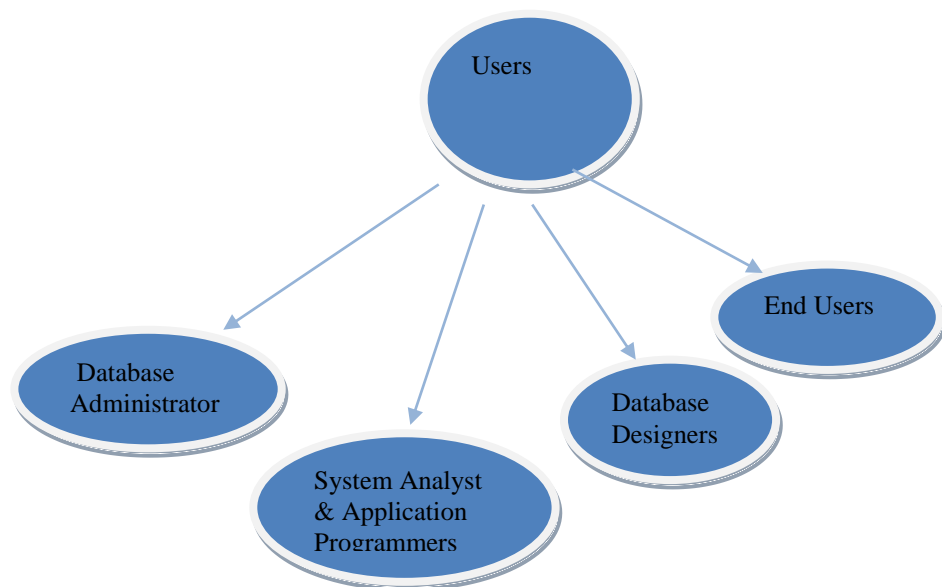 Users
End Users
Database
Administrator
Database
Designers
System Analyst
& Application
Programmers